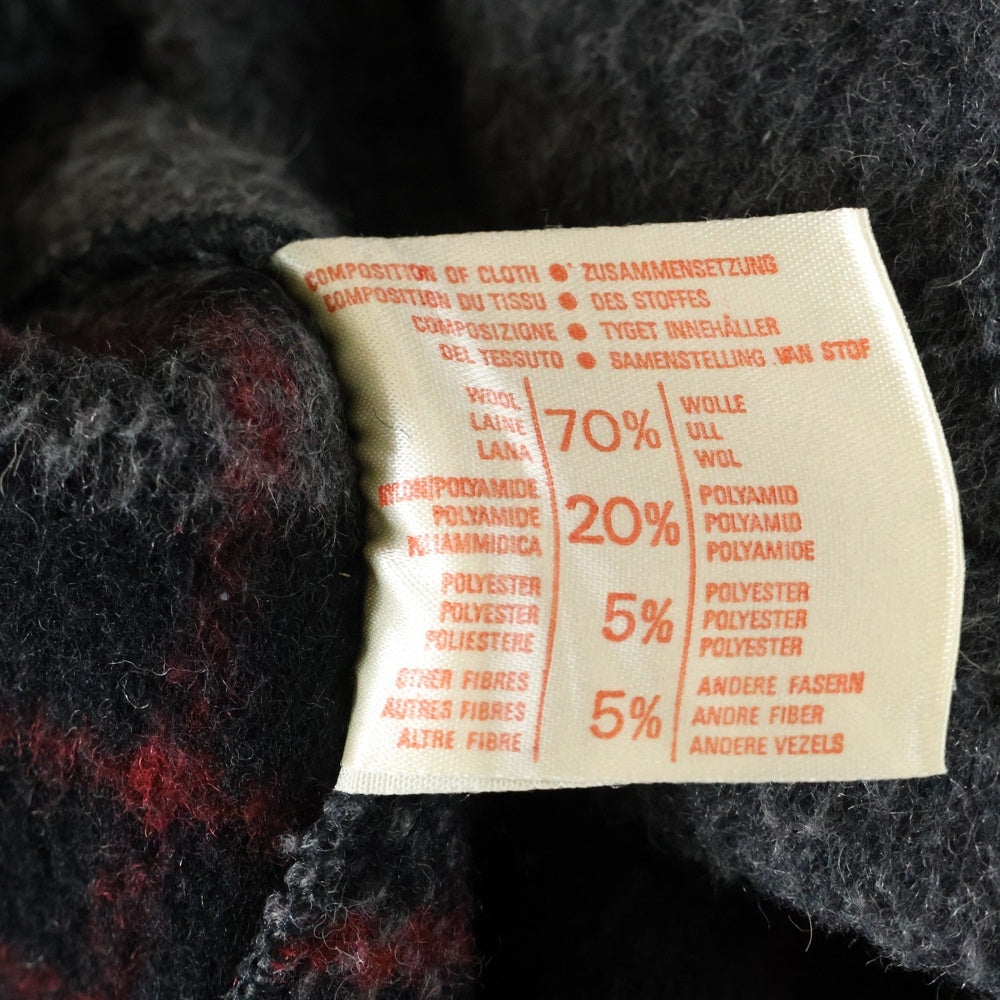 COMPOSITION OF CLOTH ● ZUSAMMENSETZUNG
COMPOSITION DU TISSU ● DES STOFFES
COMPOSIZIONE ● TYGET INNEHÅLLER
DEL TESSUTO ● SAMENSTELLING VAN STOF
WOOL WOLLE
LAINE 70% ULL
LANA WOL
NYLON/POLYAMIDE POLYAMID
POLYAMIDE 20% POLYAMID
POLIAMMIDICA POLYAMIDE
POLYESTER POLYESTER
POLYESTER 5% POLYESTER
POLIESTERE POLYESTER
OTHER FIBRES ANDERE FASERN
AUTRES FIBRES 5% ANDRE FIBER
ALTRE FIBRE ANDERE VEZELS